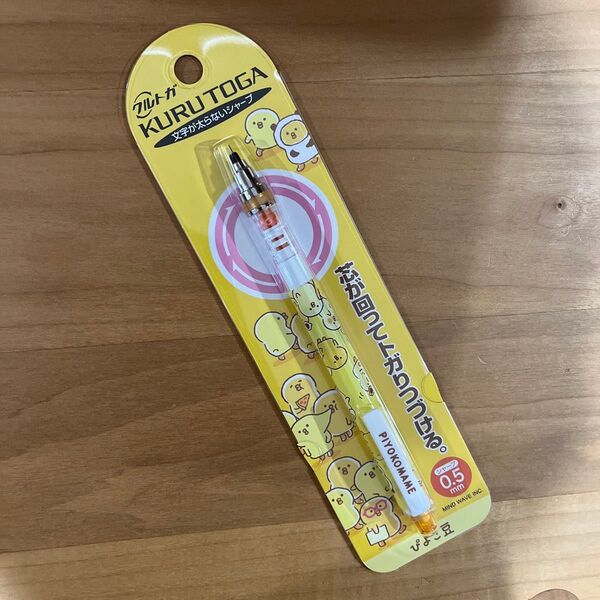 クルトガ
KURUTOGA
文字が太らないシャープ
芯が回ってトガりつづける。
PIYOKOMAME
シャープ
0.5
mm
MIND WAVE INC.
ぴよこ豆